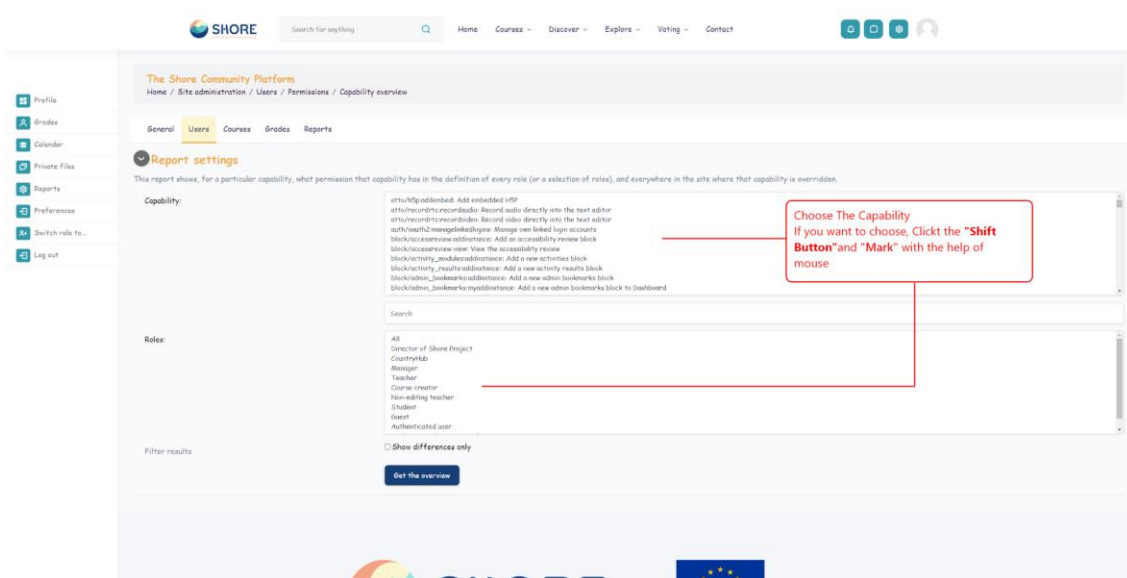 SHORE
Search for anything
Home Courses Discover Explore Voting Contact
The Shore Community Platform
Home / Site administration / Users / Permissions / Capability overview
Profile
Grades
Calendar
Private files
Reports
Preferences
Switch role to...
Log out
General Users Courses Grades Reports
Report settings
This report shows, for a particular capability, what permission that capability has in the definition of every role (or a selection of roles), and everywhere in the site where that capability is overridden.
Capability:
atto/h5p:addembed: Add embedded H5P
atto/recordrtc:recordaudio: Record audio directly into the text editor
atto/recordrtc:recordvideo: Record video directly into the text editor
auth/oauth2:managelinkedlogins: Manage own linked login accounts
block/accessreview:addinstance: Add an accessibility review block
block/accessreview:view: View the accessibility review
block/activity_modules:addinstance: Add a new activities block
block/activity_results:addinstance: Add a new activity results block
block/admin_bookmarks:addinstance: Add a new admin bookmarks block
block/admin_bookmarks:myaddinstance: Add a new admin bookmarks block to Dashboard
Choose The Capability
If you want to choose, Clickt the "Shift
Button"and "Mark" with the help of
mouse
Search
Roles:
All
Director of Shore Project
CountryHub
Manager
Teacher
Course creator
Non-editing teacher
Student
Guest
Authenticated user
Filter results
Show differences only
Get the overview
SHORE